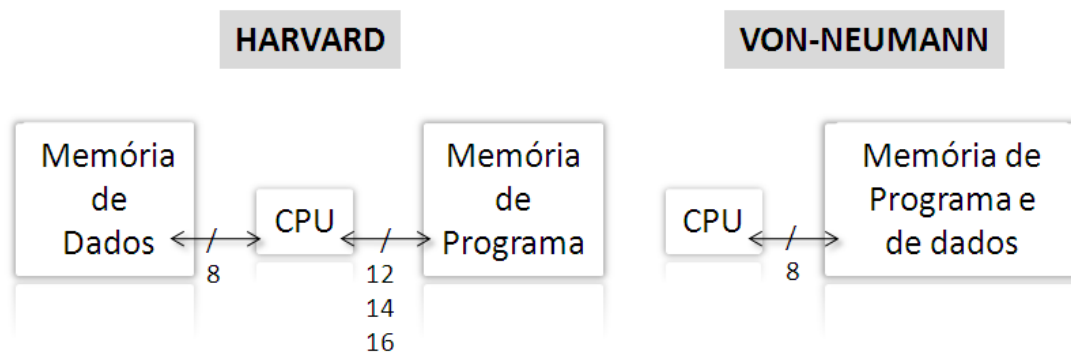 HARVARD
VON-NEUMANN
Memória
de
Dados
8
CPU
12
14
16
Memória
de
Programa
CPU
8
Memória de
Programa e
de dados